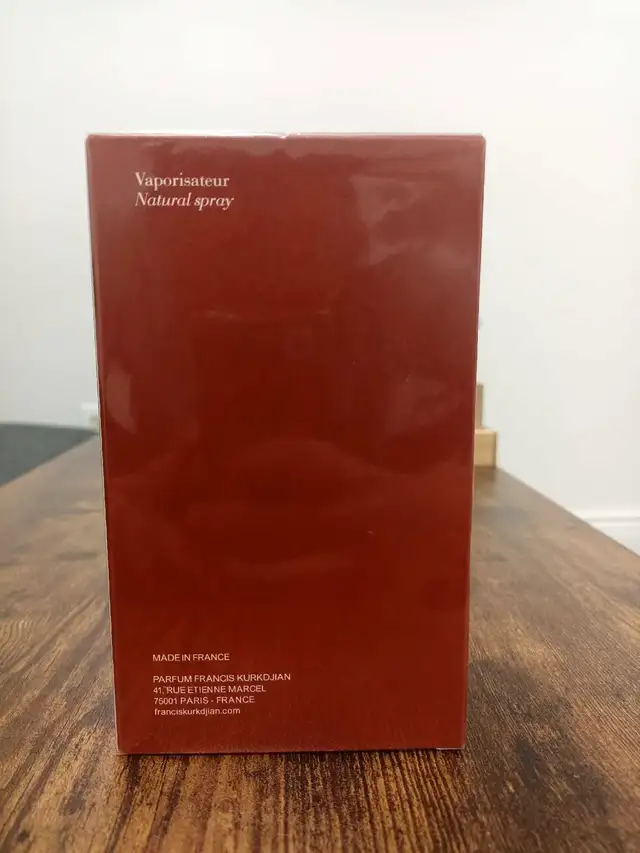 Vaporisateur
Natural spray
MADE IN FRANCE
PARFUM FRANCIS KURKDJIAN
41, RUE ETIENNE MARCEL
75001 PARIS - FRANCE
franciskurkdjian.com